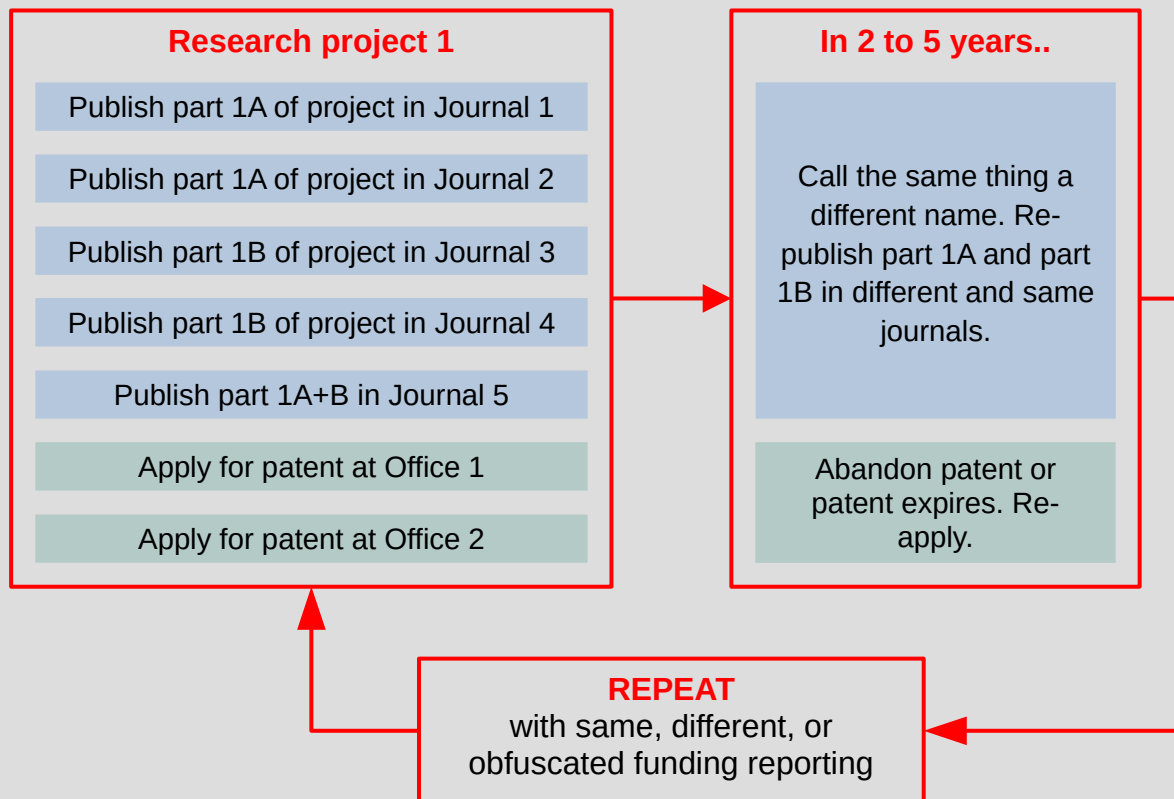 Research project 1
Publish part 1A of project in Journal 1
Publish part 1A of project in Journal 2
Publish part 1B of project in Journal 3
Publish part 1B of project in Journal 4
Publish part 1A+B in Journal 5
Apply for patent at Office 1
Apply for patent at Office 2
In 2 to 5 years..
Call the same thing a
different name. Re-
publish part 1A and part
1B in different and same
journals.
Abandon patent or
patent expires. Re-
apply.
REPEAT
with same, different, or
obfuscated funding reporting